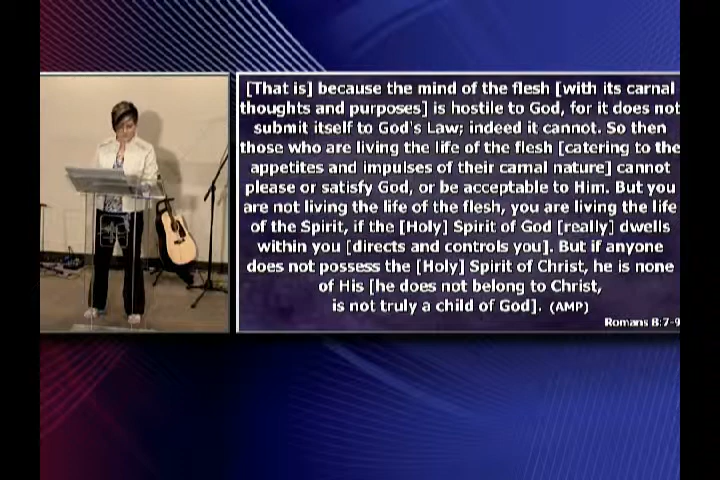 [That is] because the mind of the flesh [with its carnal
thoughts and purposes] is hostile to God, for it does not
submit itself to God's Law; indeed it cannot. So then
those who are living the life of the flesh [catering to the
appetites and impulses of their carnal nature] cannot
please or satisfy God, or be acceptable to Him. But you
are not living the life of the flesh, you are living the life
of the Spirit, if the [Holy] Spirit of God [really] dwells
within you [directs and controls you]. But if anyone
does not possess the [Holy] Spirit of Christ, he is none
of His [he does not belong to Christ,
is not truly a child of God]. (AMP)
Romans 8:7-9